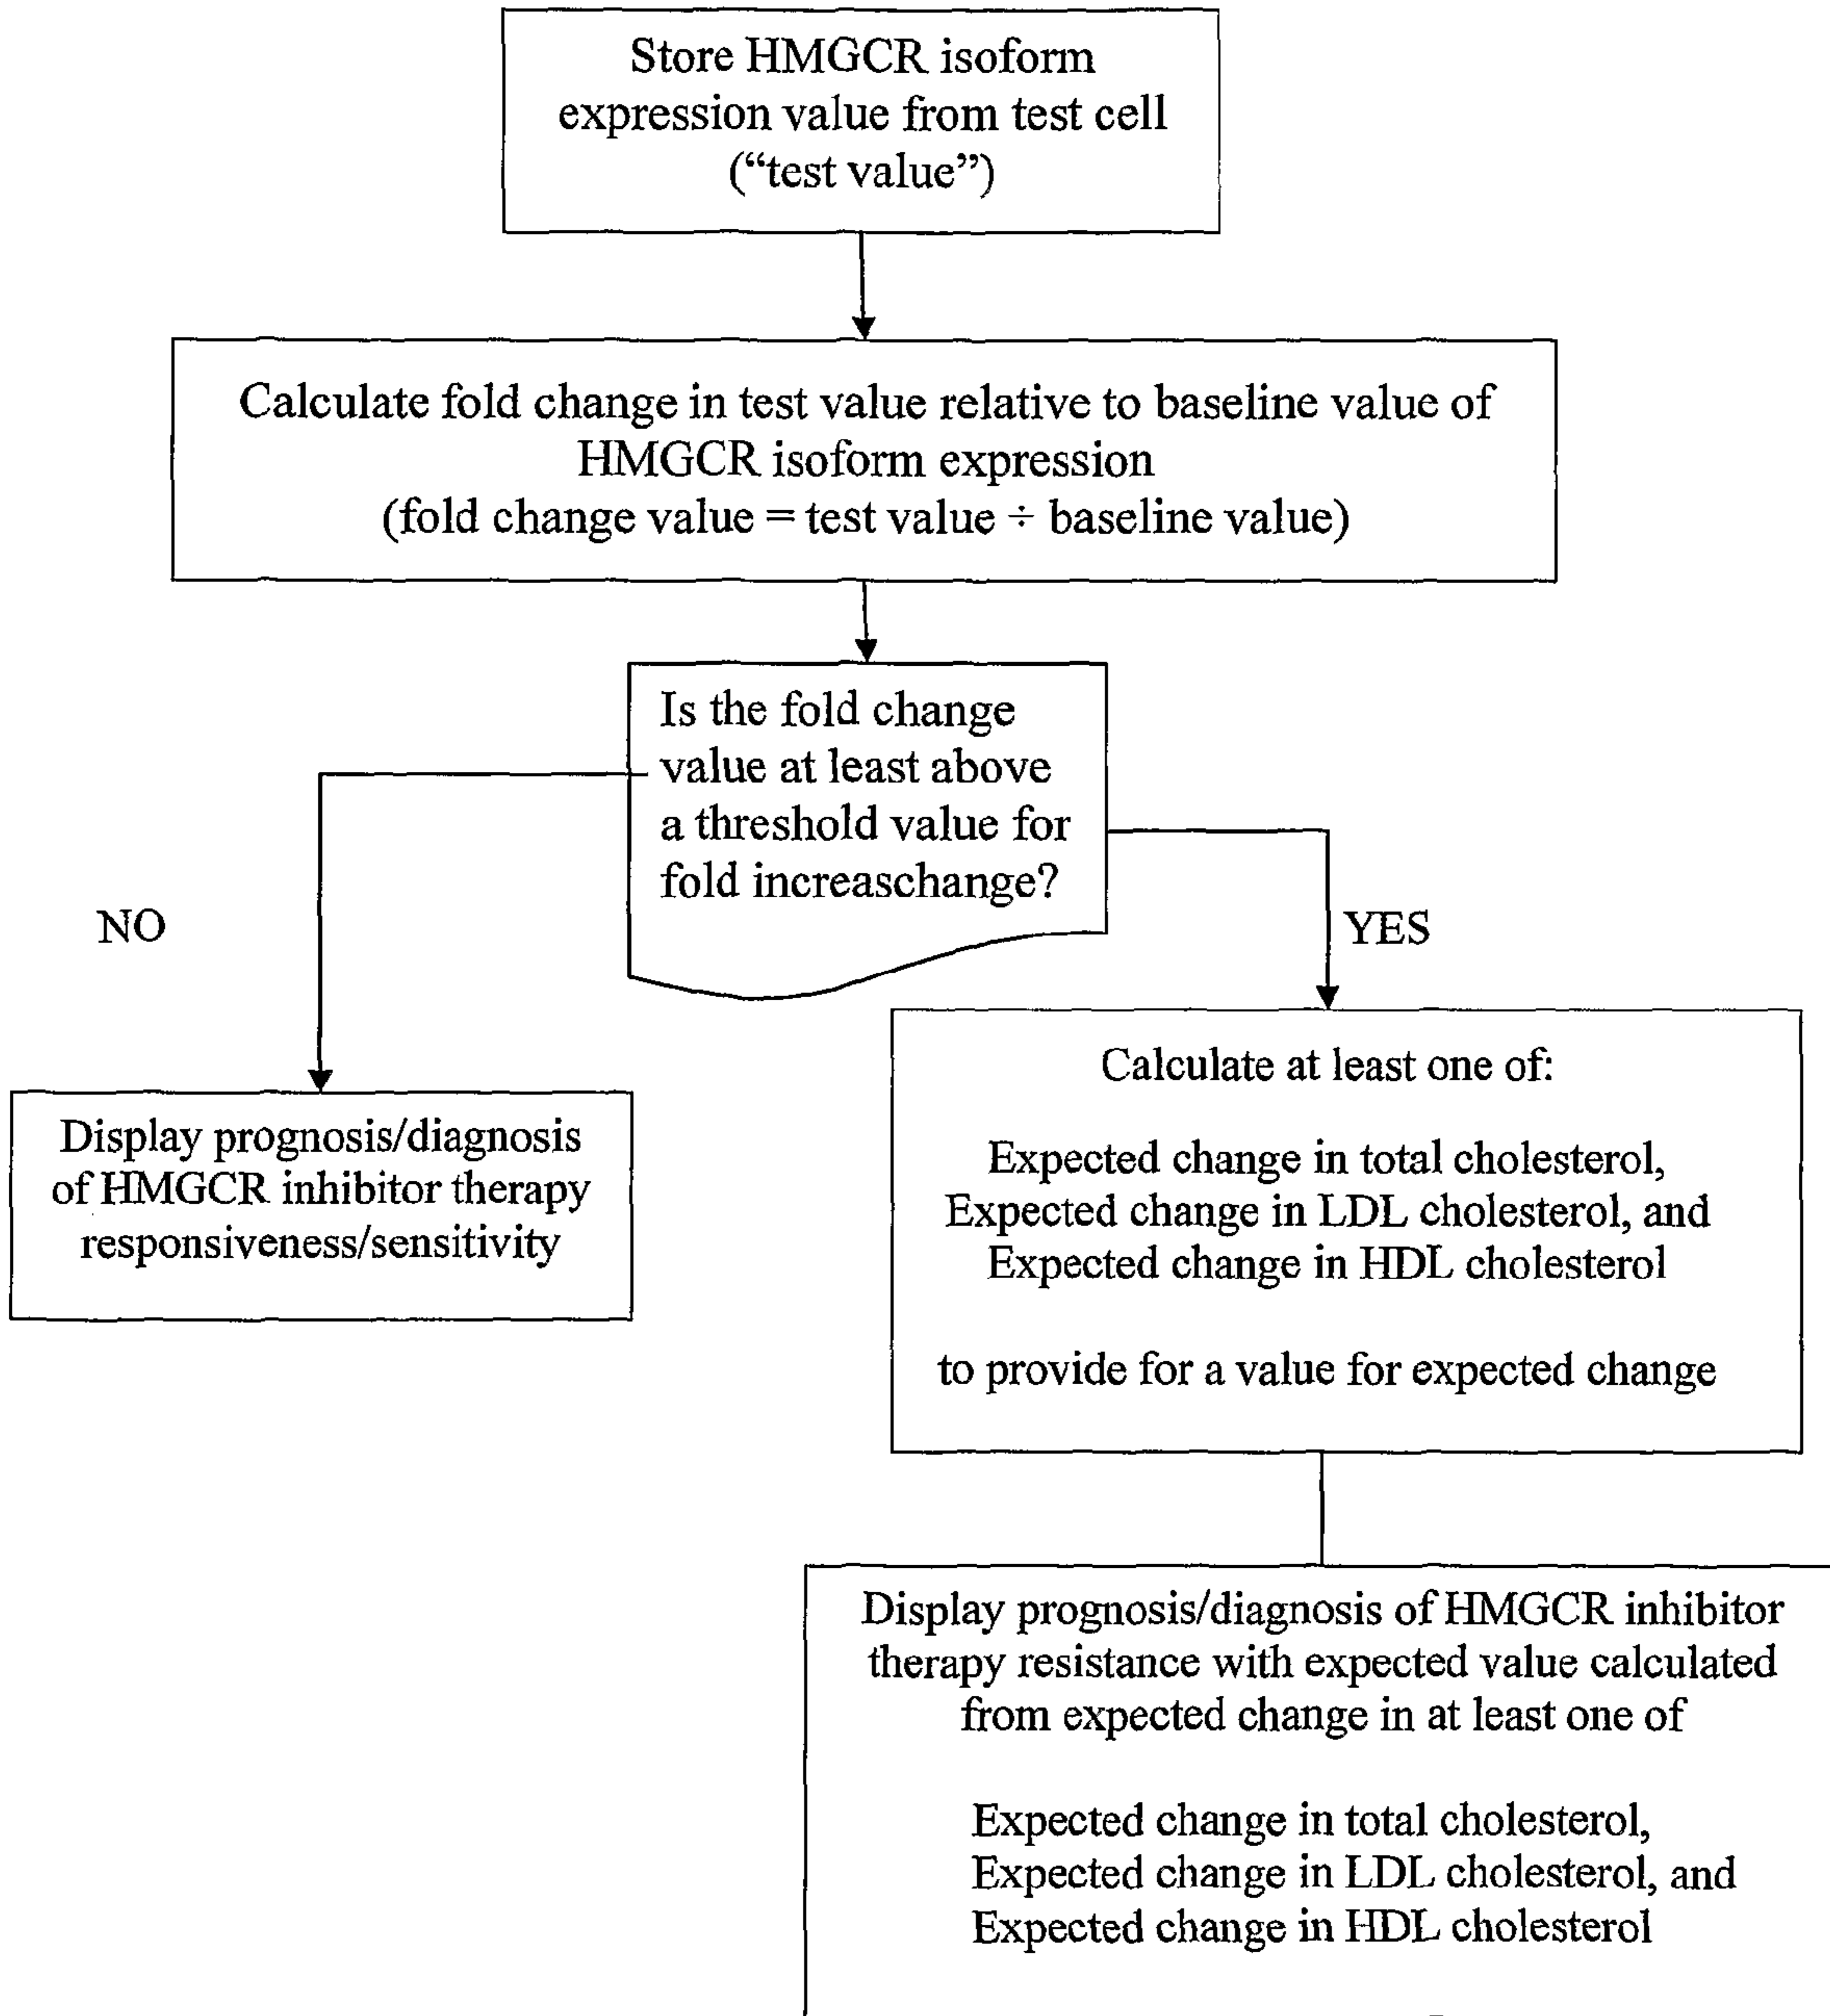 Store HMGCR isoform
expression value from test cell
(“test value”)
Calculate fold change in test value relative to baseline value of
HMGCR isoform expression
(fold change value = test value ÷ baseline value)
Is the fold change
value at least above
a threshold value for
fold increaschange?
NO
YES
Display prognosis/diagnosis
of HMGCR inhibitor therapy
responsiveness/sensitivity
Calculate at least one of:
Expected change in total cholesterol,
Expected change in LDL cholesterol, and
Expected change in HDL cholesterol
to provide for a value for expected change
Display prognosis/diagnosis of HMGCR inhibitor
therapy resistance with expected value calculated
from expected change in at least one of
Expected change in total cholesterol,
Expected change in LDL cholesterol, and
Expected change in HDL cholesterol